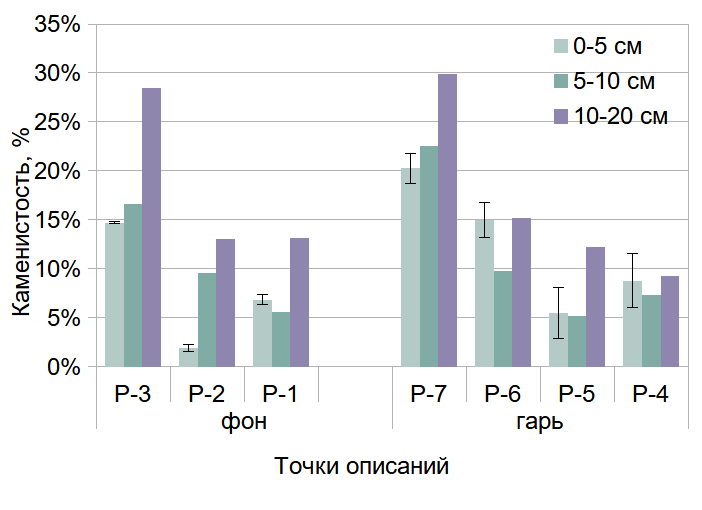 35%
30%
25%
20%
15%
10%
5%
0%
Каменистость, %
0-5 см
5-10 см
10-20 см
Р-3 Р-2 Р-1 Р-7 Р-6 Р-5 Р-4
фон гарь
Точки описаний